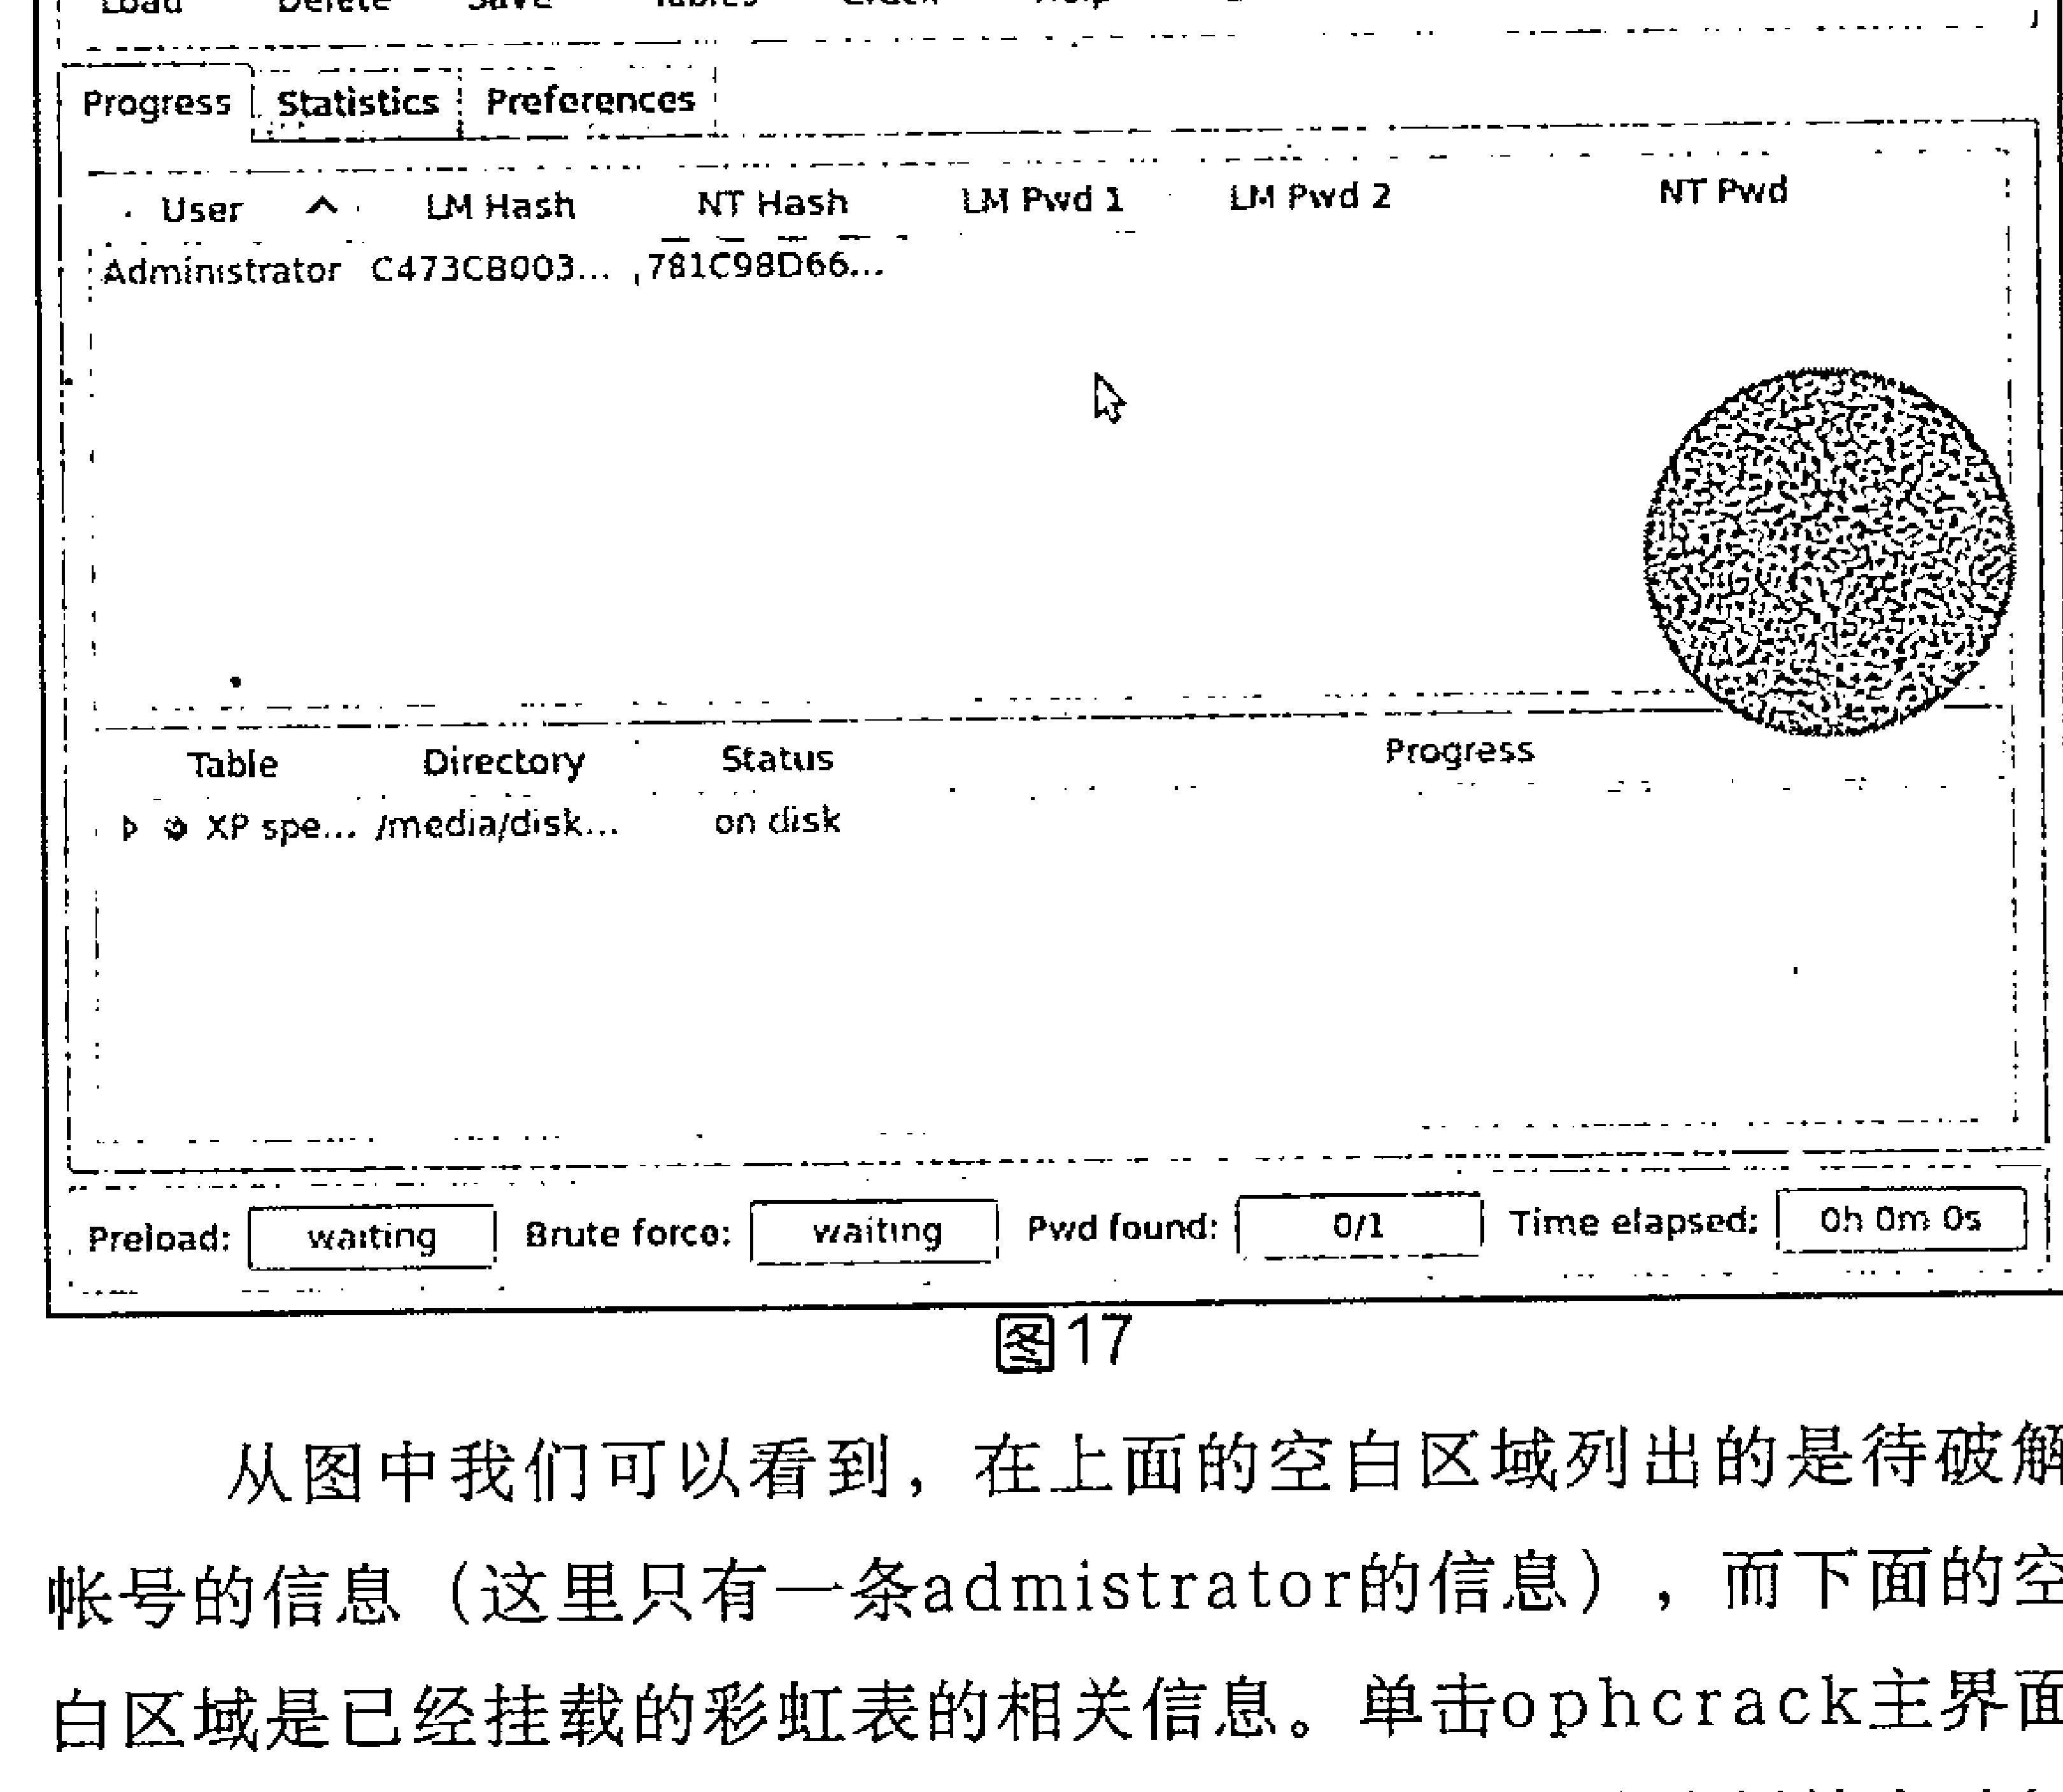 Load Delete Save Tables Crack Help
Progress Statistics Preferences
User LM Hash NT Hash LM Pwd 1 LM Pwd 2 NT Pwd
Administrator C473CB003... ,781C98D66...
Table Directory Status Progress
XP spe... /media/disk... on disk
Preload: waiting Brute force: waiting Pwd found: 0/1 Time elapsed: 0h 0m 0s
图17
从图中我们可以看到，在上面的空白区域列出的是待破解
帐号的信息（这里只有一条admistrator的信息），而下面的空
白区域是已经挂载的彩虹表的相关信息。单击ophcrack主界面